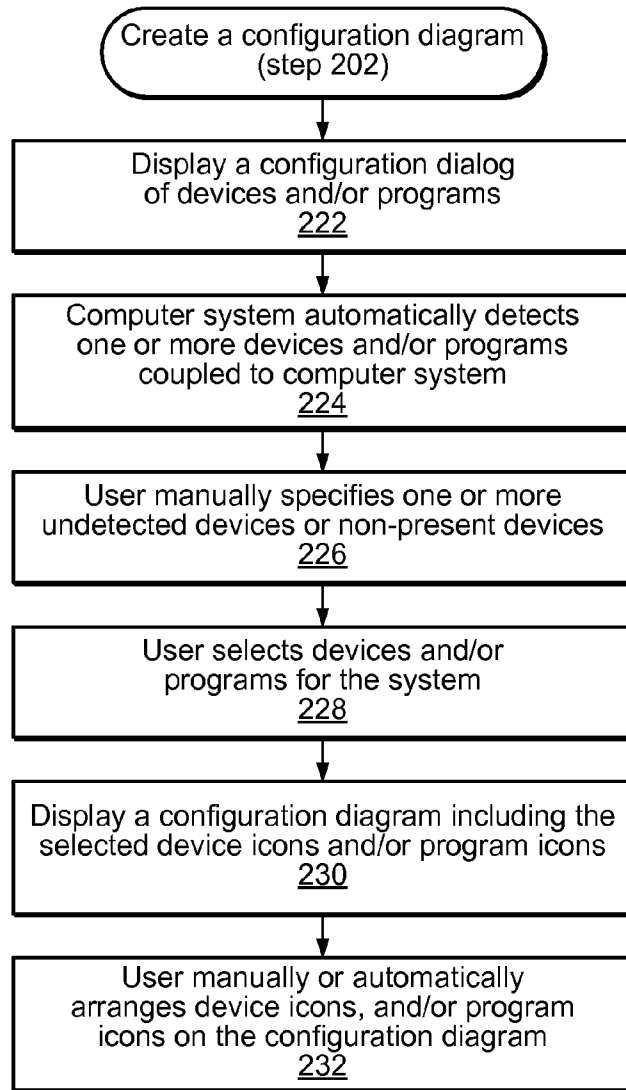 Create a configuration diagram
(step 202)
Display a configuration dialog
of devices and/or programs
222
Computer system automatically detects
one or more devices and/or programs
coupled to computer system
224
User manually specifies one or more
undetected devices or non-present devices
226
User selects devices and/or
programs for the system
228
Display a configuration diagram including the
selected device icons and/or program icons
230
User manually or automatically
arranges device icons, and/or program
icons on the configuration diagram
232